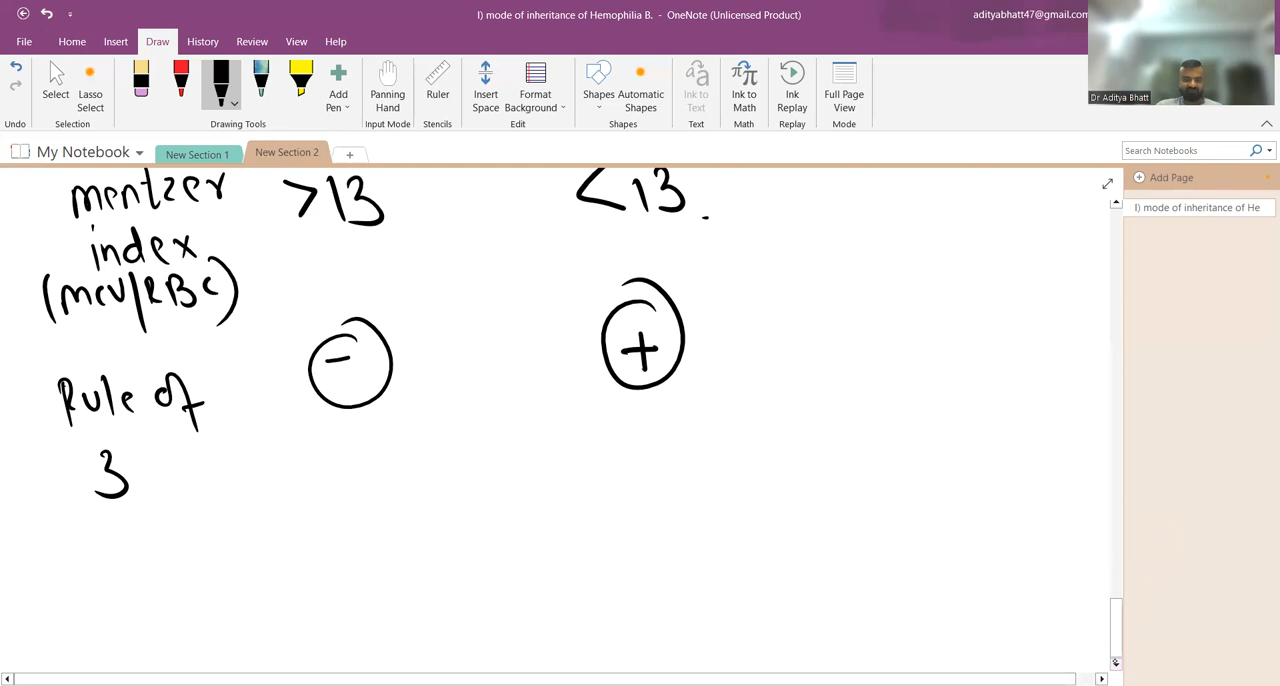 I) mode of inheritance of Hemophilia B. - OneNote (Unlicensed Product)
adityabhatt47@gmail.com
File Home Insert Draw History Review View Help
Undo
Select
Lasso Select
Add Pen
Panning Hand
Ruler
Insert Space
Format Background
Shapes
Automatic Shapes
Ink to Text
Ink to Math
Ink Replay
Full Page View
Undo Selection Drawing Tools Input Mode Stencils Edit Shapes Text Math Replay Mode
Dr Aditya Bhatt
My Notebook New Section 1 New Section 2 +
Search Notebooks
Add Page
I) mode of inheritance of He
mentzer >13 <13.
index
(mcv/RBC)
- +
Rule of
3